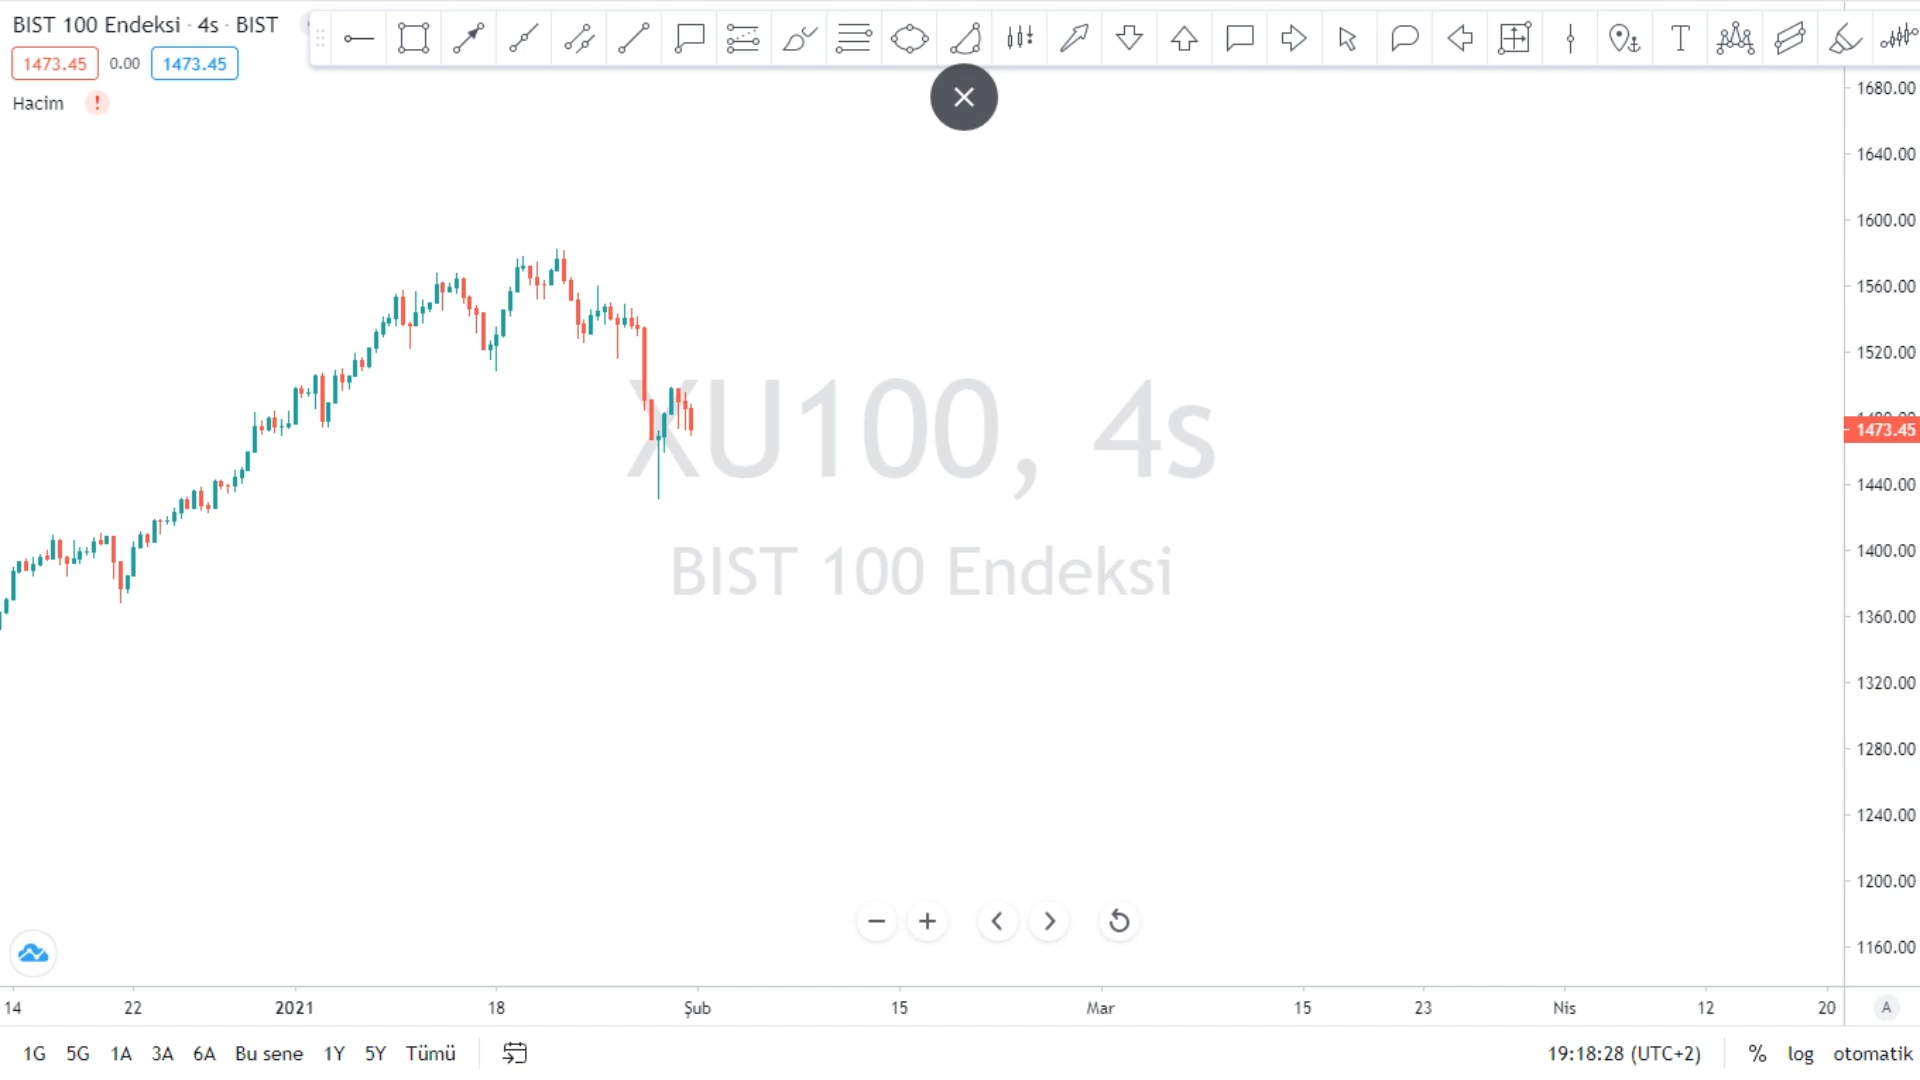 BIST 100 Endeksi · 4s · BIST
1473.45 0.00 1473.45
Hacim !
1680.00
1640.00
1600.00
1560.00
1520.00
1480.00
1473.45
1440.00
1400.00
1360.00
1320.00
1280.00
1240.00
1200.00
1160.00
XU100, 4s
BIST 100 Endeksi
14 22 2021 18 Şub 15 Mar 15 23 Nis 12 20 A
1G 5G 1A 3A 6A Bu sene 1Y 5Y Tümü 19:18:28 (UTC+2) % log otomatik